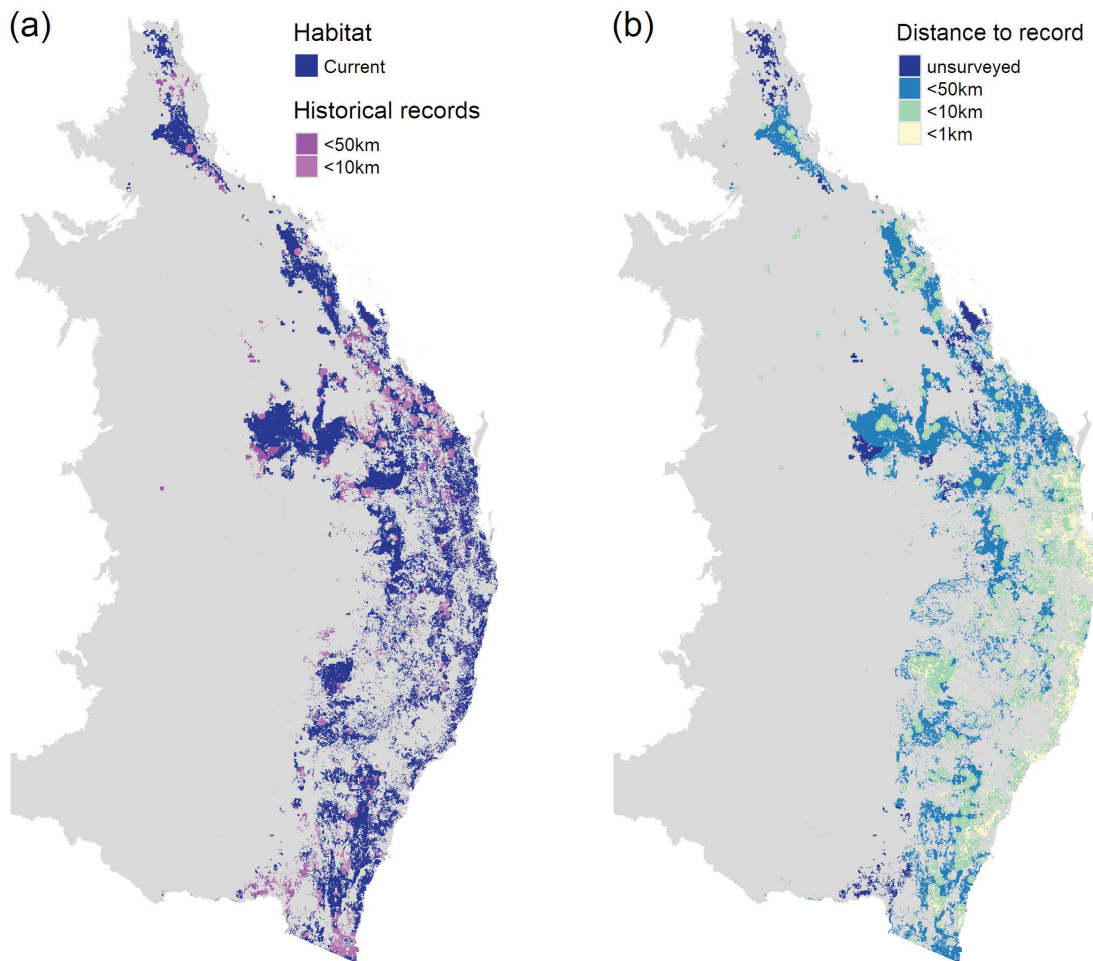 (a)
Habitat
Current
Historical records
<50km
<10km
(b)
Distance to record
unsurveyed
<50km
<10km
<1km